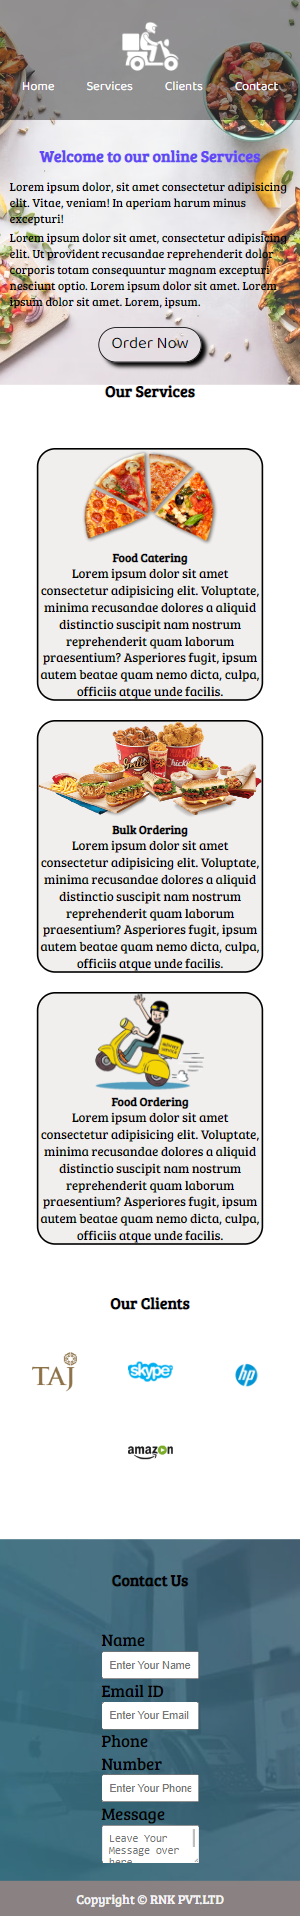 Home Services Clients Contact
Welcome to our online Services
Lorem ipsum dolor, sit amet consectetur adipisicing
elit. Vitae, veniam! In aperiam harum minus
excepturi!
Lorem ipsum dolor sit amet, consectetur adipisicing
elit. Ut provident recusandae reprehenderit dolor
corporis totam consequuntur magnam excepturi
nesciunt optio. Lorem ipsum dolor sit amet. Lorem
ipsum dolor sit amet. Lorem, ipsum.
Order Now
Our Services
Food Catering
Lorem ipsum dolor sit amet
consectetur adipisicing elit. Voluptate,
minima recusandae dolores a aliquid
distinctio suscipit nam nostrum
reprehenderit quam laborum
praesentium? Asperiores fugit, ipsum
autem beatae quam nemo dicta, culpa,
officiis atque unde facilis.
Bulk Ordering
Lorem ipsum dolor sit amet
consectetur adipisicing elit. Voluptate,
minima recusandae dolores a aliquid
distinctio suscipit nam nostrum
reprehenderit quam laborum
praesentium? Asperiores fugit, ipsum
autem beatae quam nemo dicta, culpa,
officiis atque unde facilis.
Food Ordering
Lorem ipsum dolor sit amet
consectetur adipisicing elit. Voluptate,
minima recusandae dolores a aliquid
distinctio suscipit nam nostrum
reprehenderit quam laborum
praesentium? Asperiores fugit, ipsum
autem beatae quam nemo dicta, culpa,
officiis atque unde facilis.
Our Clients
TAJ skype hp
amazon
Contact Us
Name
Enter Your Name
Email ID
Enter Your Email
Phone
Number
Enter Your Phone
Message
Leave Your
Message over
here
Copyright © RNK PVT.LTD